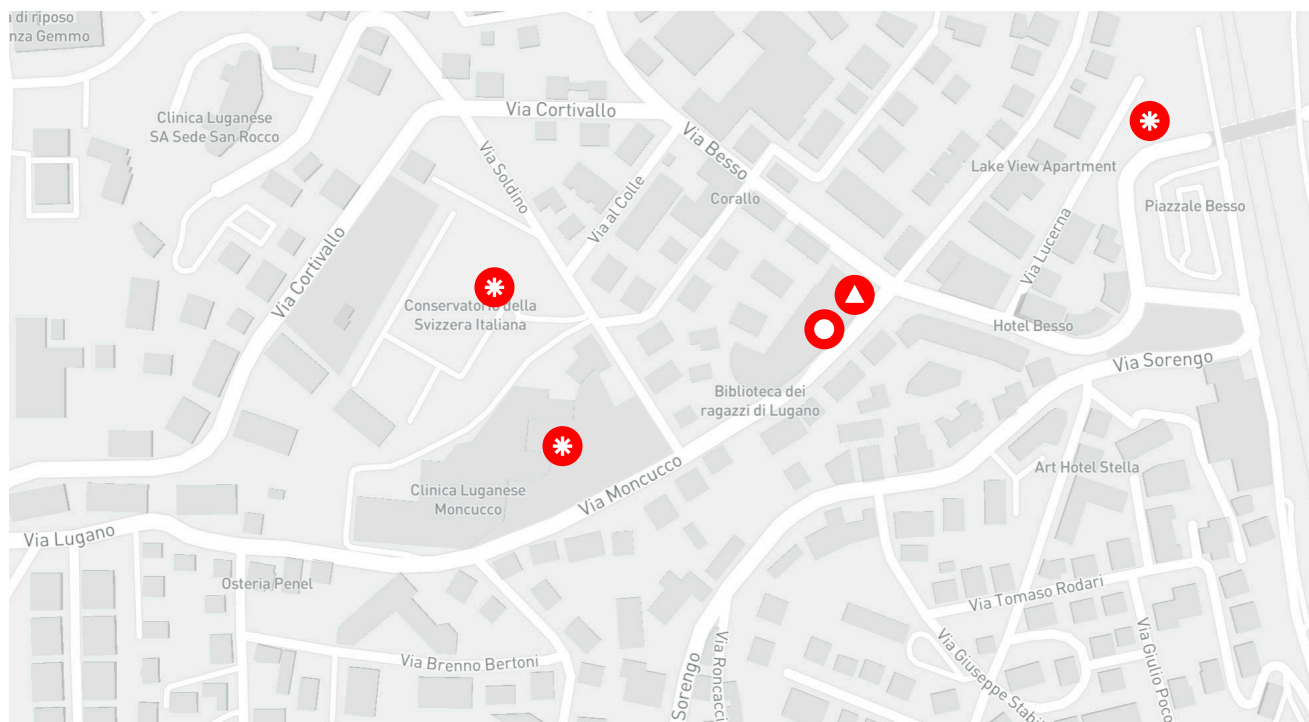 di riposo
nza Gemmo
Clinica Luganese
SA Sede San Rocco
Via Cortivallo
Via Soldino
Via Besso
Lake View Apartment
Corallo
Via al Colle
Piazzale Besso
Via Lucerna
Via Cortivallo
Conservatorio della
Svizzera Italiana
Hotel Besso
Via Sorengo
Biblioteca dei
ragazzi di Lugano
Art Hotel Stella
Clinica Luganese
Moncucco
Via Moncucco
Via Lugano
Osteria Penel
Via Tomaso Rodari
Via Brenno Bertoni
Sorengo
Via Roncacci
Via Giuseppe Stabi
Via Giulio Poco